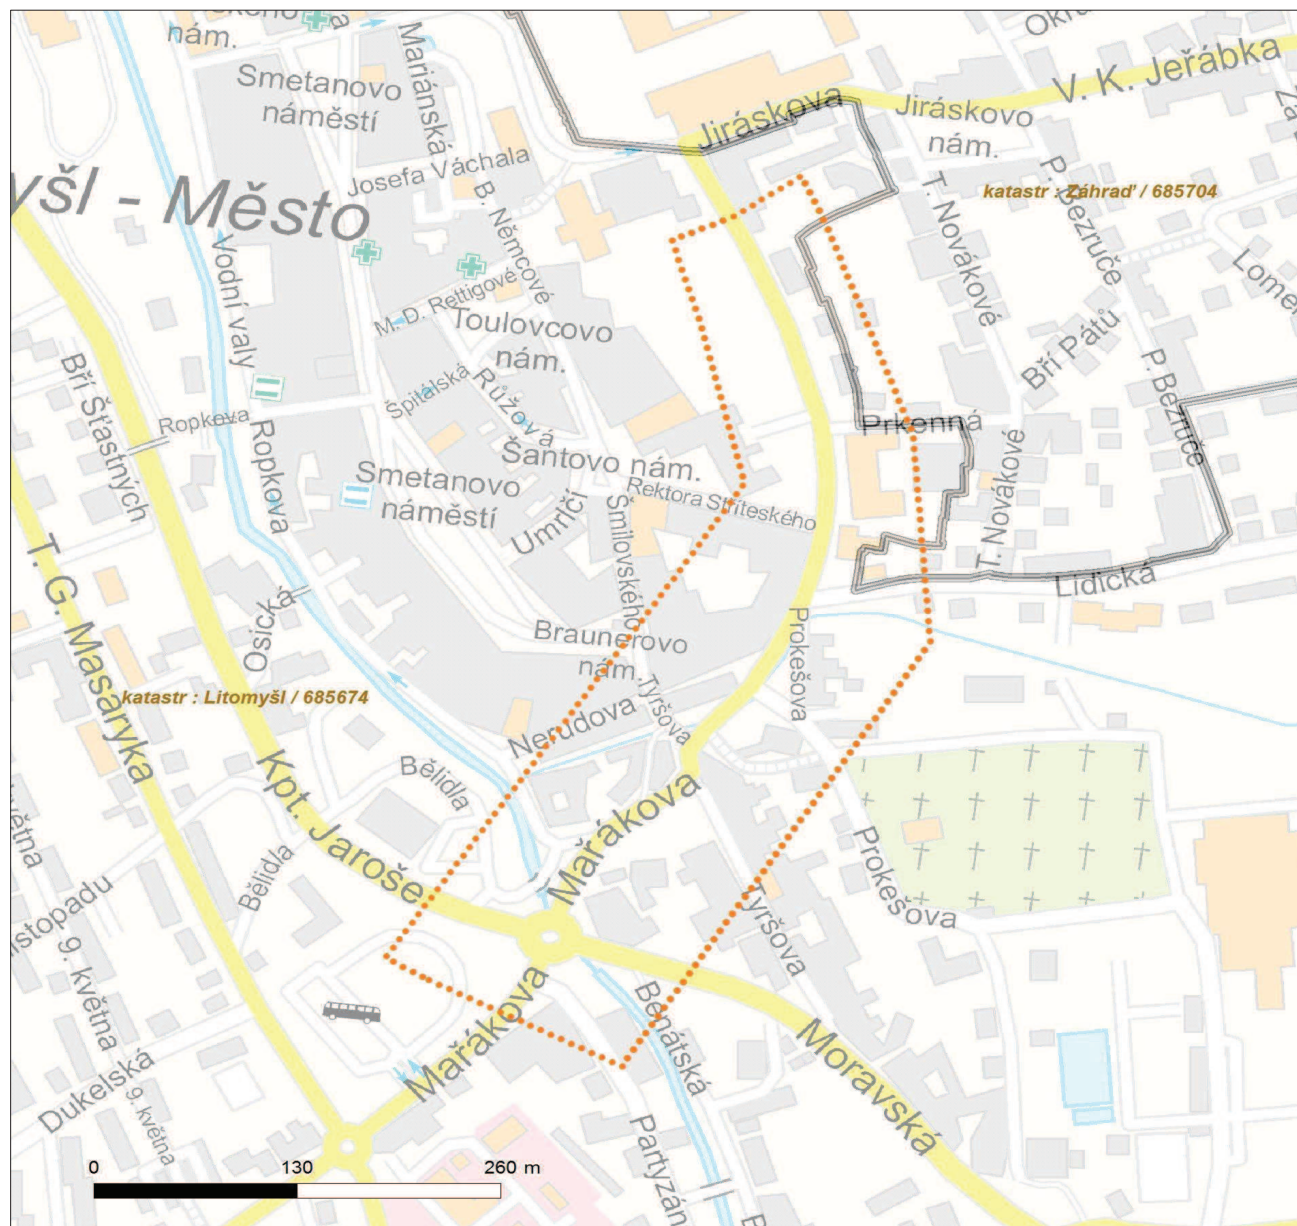 nám.
Smetanovo
náměstí
Mariánská
Josefa Váchala
B. Němcové
Jiráskova
V. K. Jeřábka
Jiráskovo
nám.
T. Novákové
P. Bezruče
katastr : Záhraď / 685704
yšl - Město
Vodní valy
M. D. Rettigové
Toulovcovo
nám.
Bří Pátů
P. Bezruče
Bří Šťastných
Špitálská
Růžová
Ropkova
Ropkova
Prkenná
Šantovo nám.
Smetanovo
náměstí
Umrlčí
Rektora Stříteského
Šmilovského
T. Novákové
Lidická
T. G. Masaryka
Osická
Braunerovo
nám.
Prokešova
Tyršova
katastr : Litomyšl / 685674
Nerudova
Bělidla
Kpt. Jaroše
Mařákova
Bělidla
Prokešova
Tyršova
listopadu
9. května
Mařákova
Benátská
Moravská
Dukelská
9. května
Partyzán
0 130 260 m